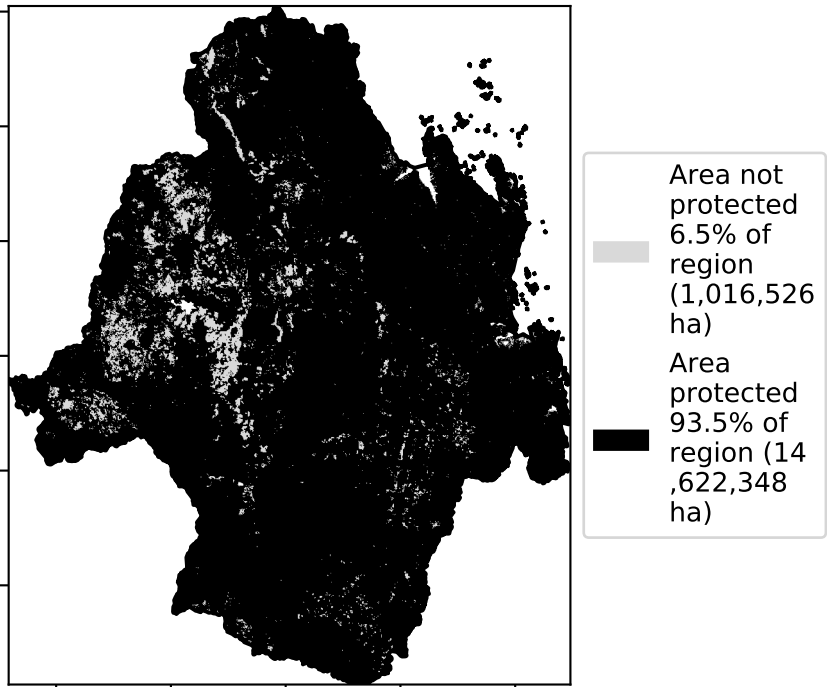 Area not
protected
6.5% of
region
(1,016,526
ha)
Area
protected
93.5% of
region (14
,622,348
ha)